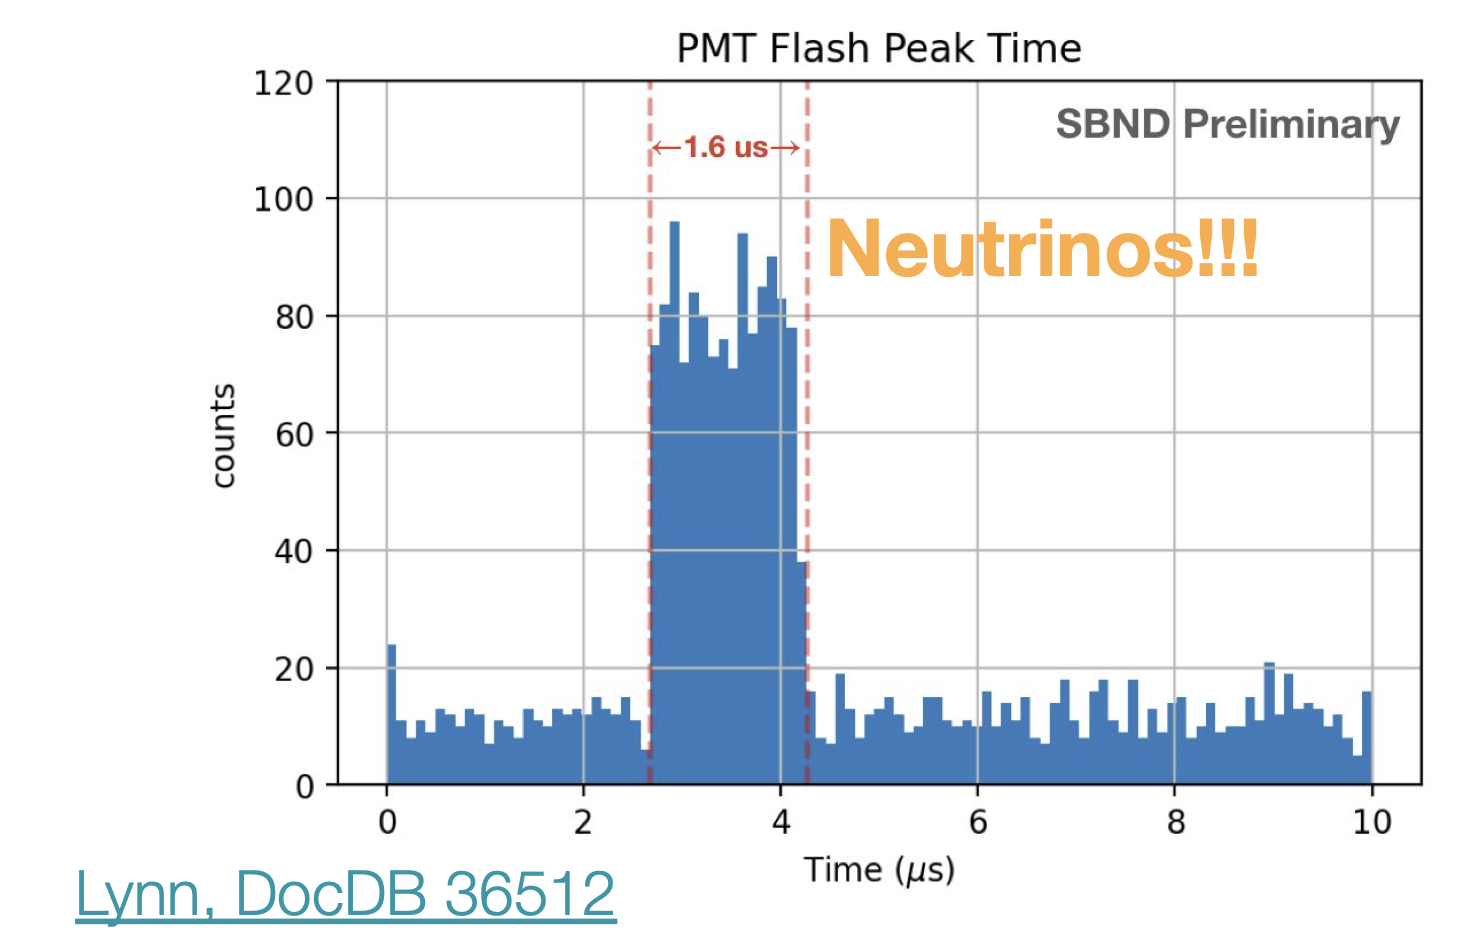 PMT Flash Peak Time
120
SBND Preliminary
←1.6 us→
100
Neutrinos!!!
80
60
counts
40
20
0
0 2 4 6 8 10
Time (μs)
Lynn, DocDB 36512